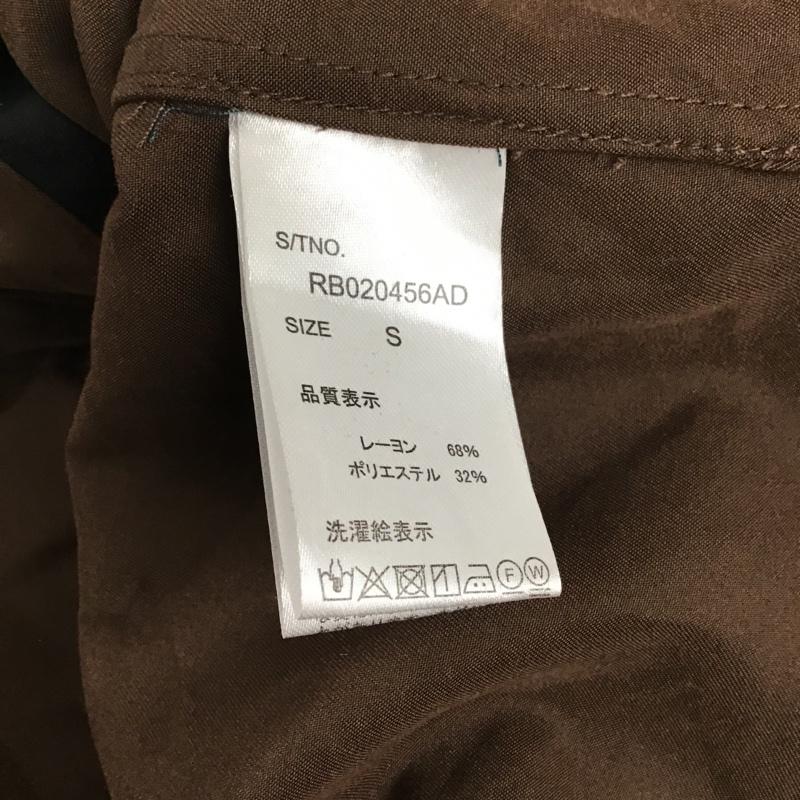 S/TNO.
RB020456AD
SIZE S
品質表示
レーヨン 68%
ポリエステル 32%
洗濯絵表示
F W